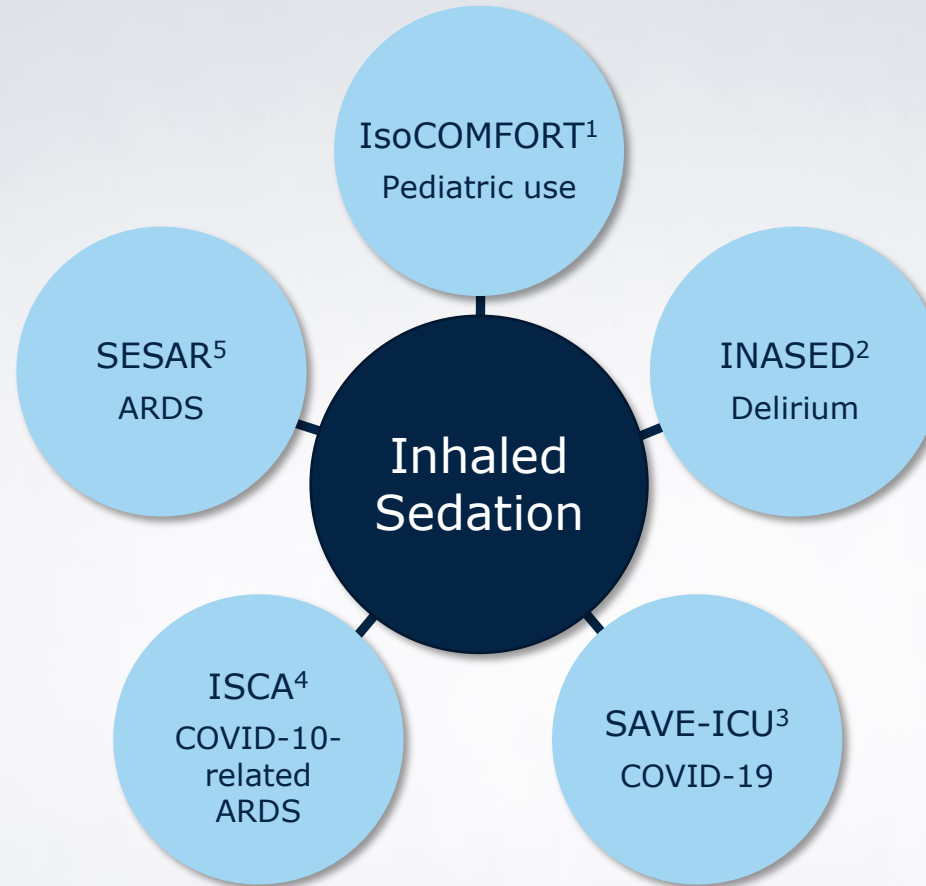 IsoCOMFORT¹
Pediatric use
SESAR⁵
ARDS
INASED²
Delirium
Inhaled
Sedation
ISCA⁴
COVID-10-
related
ARDS
SAVE-ICU³
COVID-19